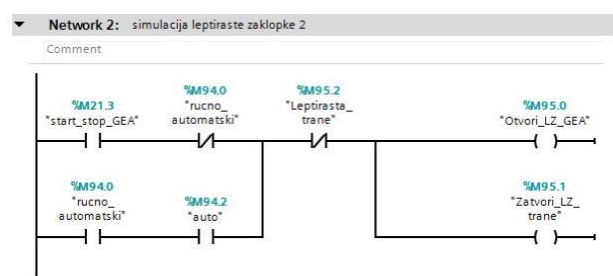 Network 2: simulacija leptiraste zaklopke 2
Comment
%M21.3
"start_stop_GEA"
%M94.0
"rucno_
automatski"
%M95.2
"Leptirasta_
trane"
%M95.0
"Otvori_LZ_GEA"
%M94.0
"rucno_
automatski"
%M94.2
"auto"
%M95.1
"Zatvori_LZ_
trane"